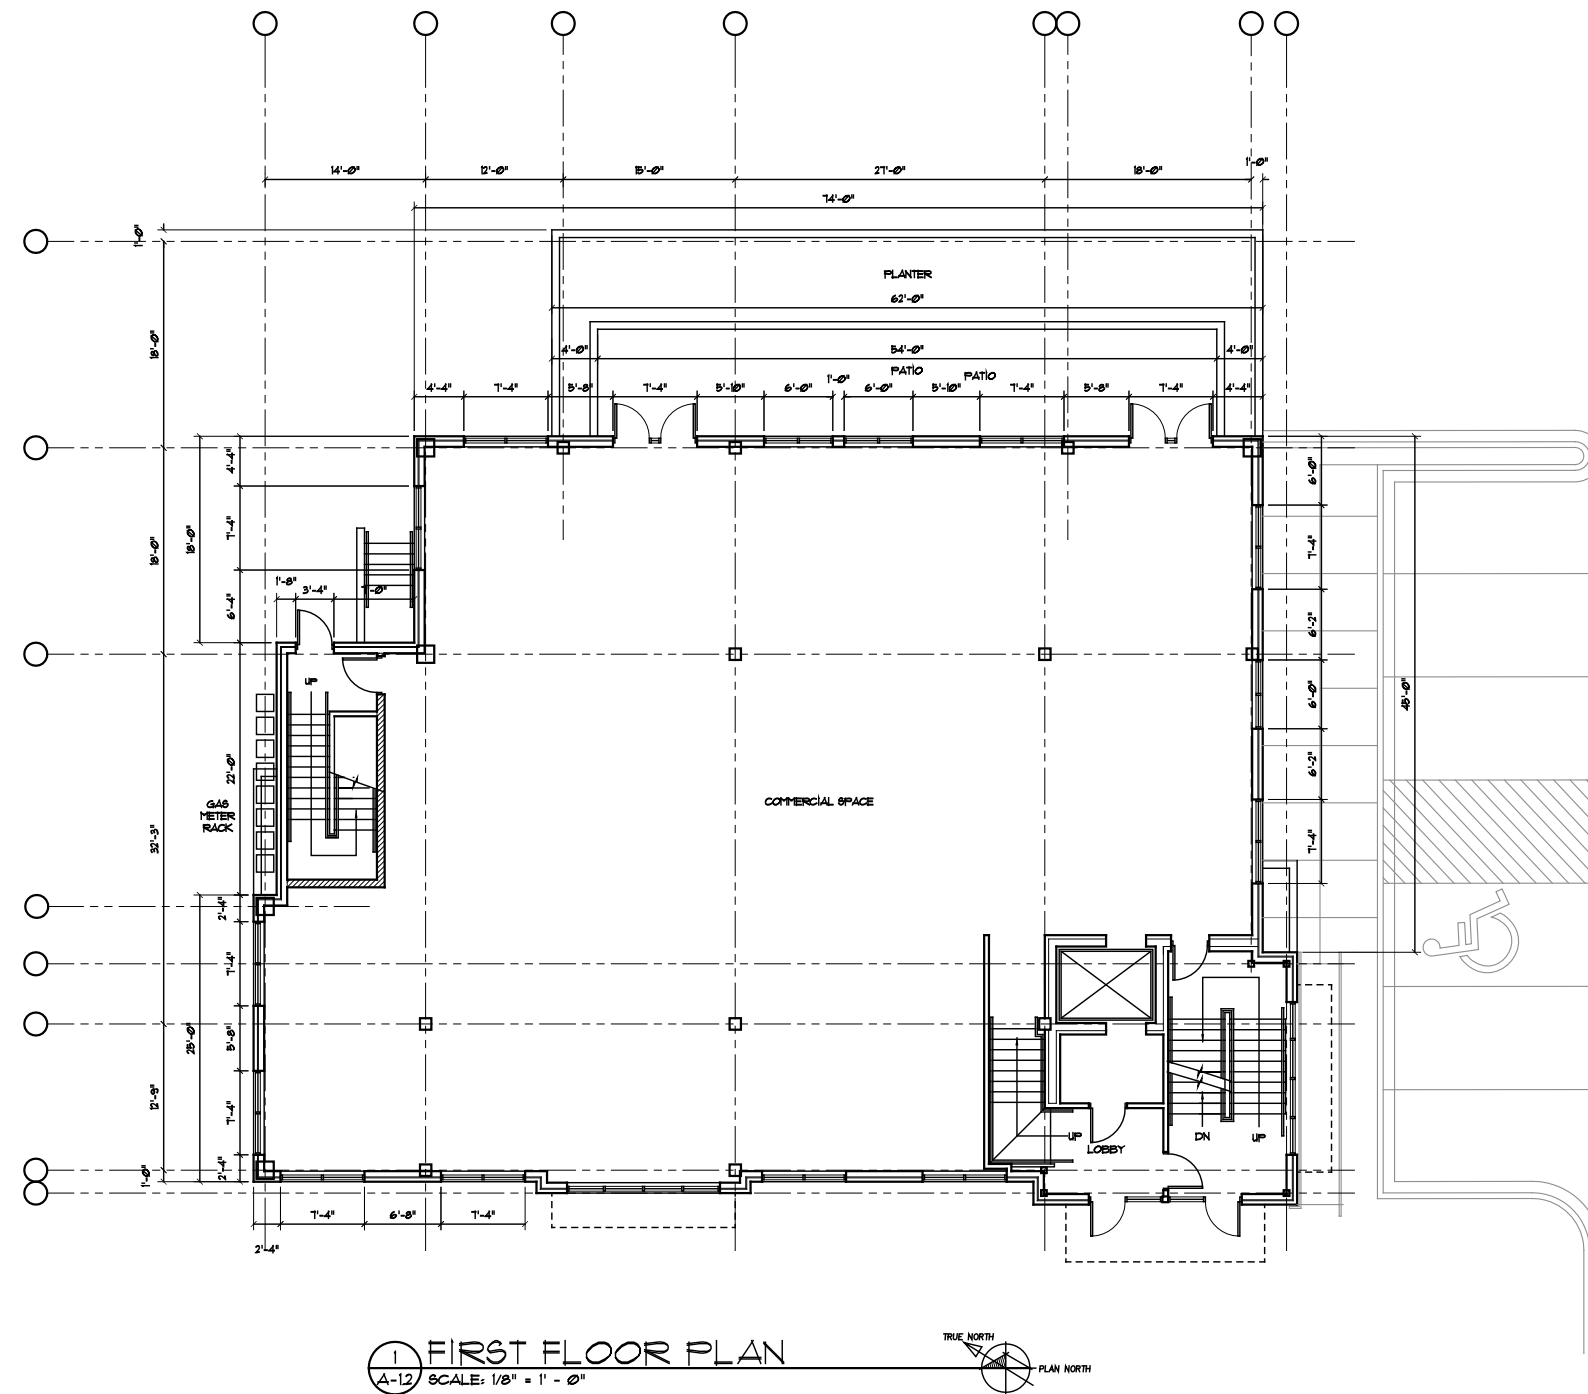 14'-0" 12'-0" 15'-0" 27'-0" 18'-0" 1'-0"
74'-0"
1'-0"
PLANTER
62'-0"
18'-0"
4'-0" 54'-0" 4'-0"
PATIO
PATIO
4'-4" 7'-4" 5'-8" 7'-4" 5'-10" 6'-0" 1'-0" 6'-0" 5'-10" 7'-4" 5'-8" 7'-4" 4'-4"
4'-4"
7'-4"
6'-4"
18'-0"
18'-0"
1'-8" 3'-4" 7'-0"
UP
22'-0"
GAS
METER
RACK
32'-3"
COMMERCIAL SPACE
6'-0"
7'-4"
6'-2"
6'-0"
6'-2"
7'-4"
45'-0"
2'-4"
7'-4"
5'-8"
7'-4"
2'-4"
25'-0"
12'-9"
1'-0"
UP
LOBBY
DN
UP
7'-4" 6'-8" 7'-4"
2'-4"
1
A-1.2
FIRST FLOOR PLAN
SCALE: 1/8" = 1' - 0"
TRUE NORTH
PLAN NORTH